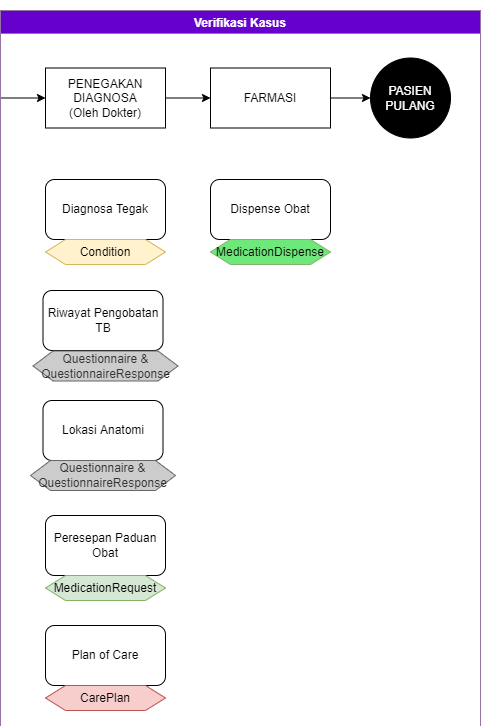 Verifikasi Kasus
PENEGAKAN
DIAGNOSA
(Oleh Dokter)
FARMASI
PASIEN
PULANG
Diagnosa Tegak
Condition
Dispense Obat
MedicationDispense
Riwayat Pengobatan
TB
Questionnaire &
QuestionnaireResponse
Lokasi Anatomi
Questionnaire &
QuestionnaireResponse
Peresepan Paduan
Obat
MedicationRequest
Plan of Care
CarePlan